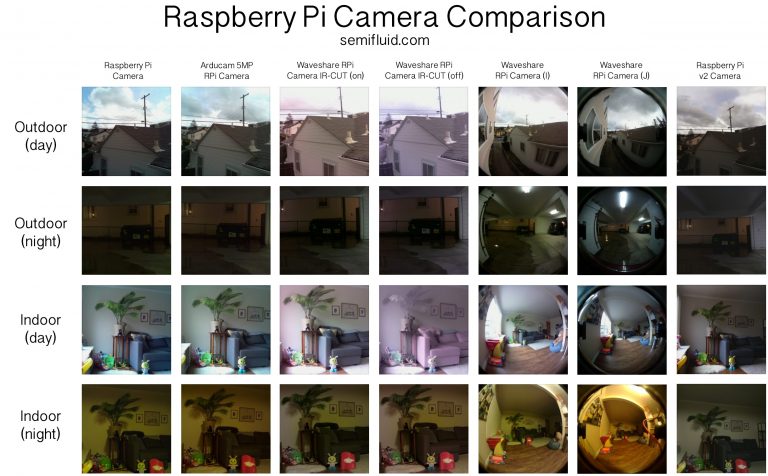 Raspberry Pi Camera Comparison
semifluid.com
Raspberry Pi
Camera
Arducam 5MP
RPi Camera
Waveshare RPi
Camera IR-CUT (on)
Waveshare RPi
Camera IR-CUT (off)
Waveshare
RPi Camera (I)
Waveshare
RPi Camera (J)
Raspberry Pi
v2 Camera
Outdoor
(day)
Outdoor
(night)
Indoor
(day)
Indoor
(night)